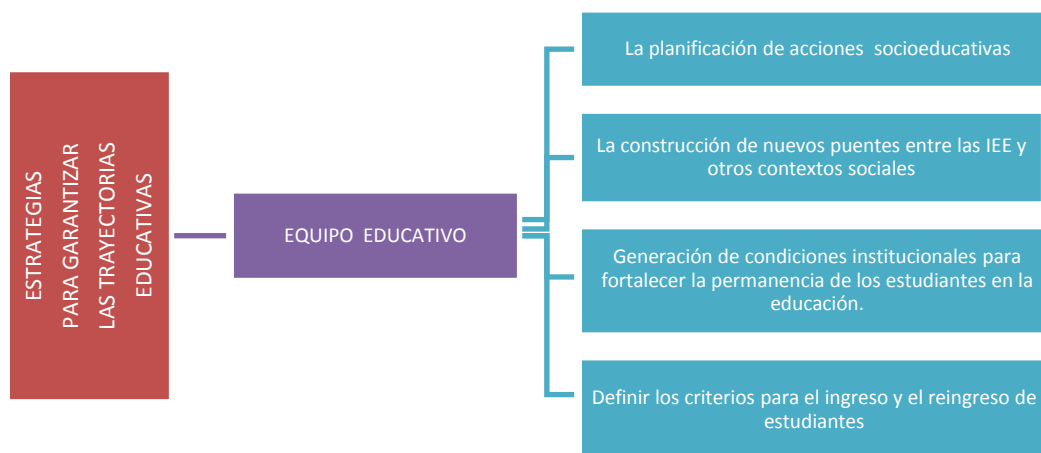 ESTRATEGIAS
PARA GARANTIZAR
LAS TRAYECTORIAS
EDUCATIVAS
EQUIPO EDUCATIVO
La planificación de acciones socioeducativas
La construcción de nuevos puentes entre las IEE y
otros contextos sociales
Generación de condiciones institucionales para
fortalecer la permanencia de los estudiantes en la
educación.
Definir los criterios para el ingreso y el reingreso de
estudiantes